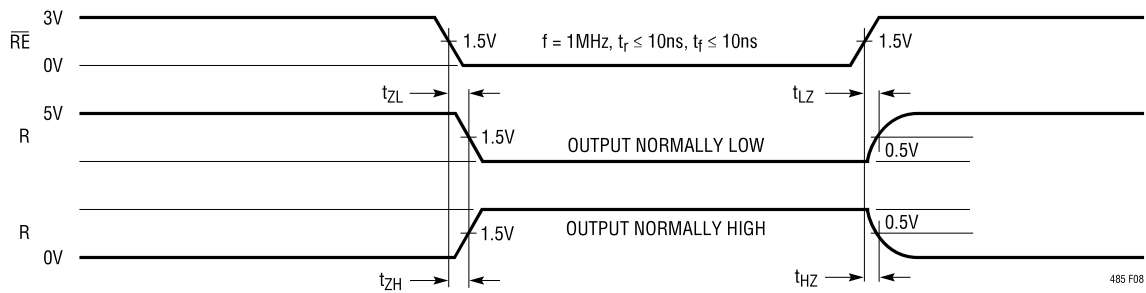 3V
R̅E̅
0V
1.5V
f = 1MHz, tr ≤ 10ns, tf ≤ 10ns
1.5V
tZL
tLZ
5V
R
1.5V
OUTPUT NORMALLY LOW
0.5V
R
0V
1.5V
OUTPUT NORMALLY HIGH
0.5V
tZH
tHZ
485 F08